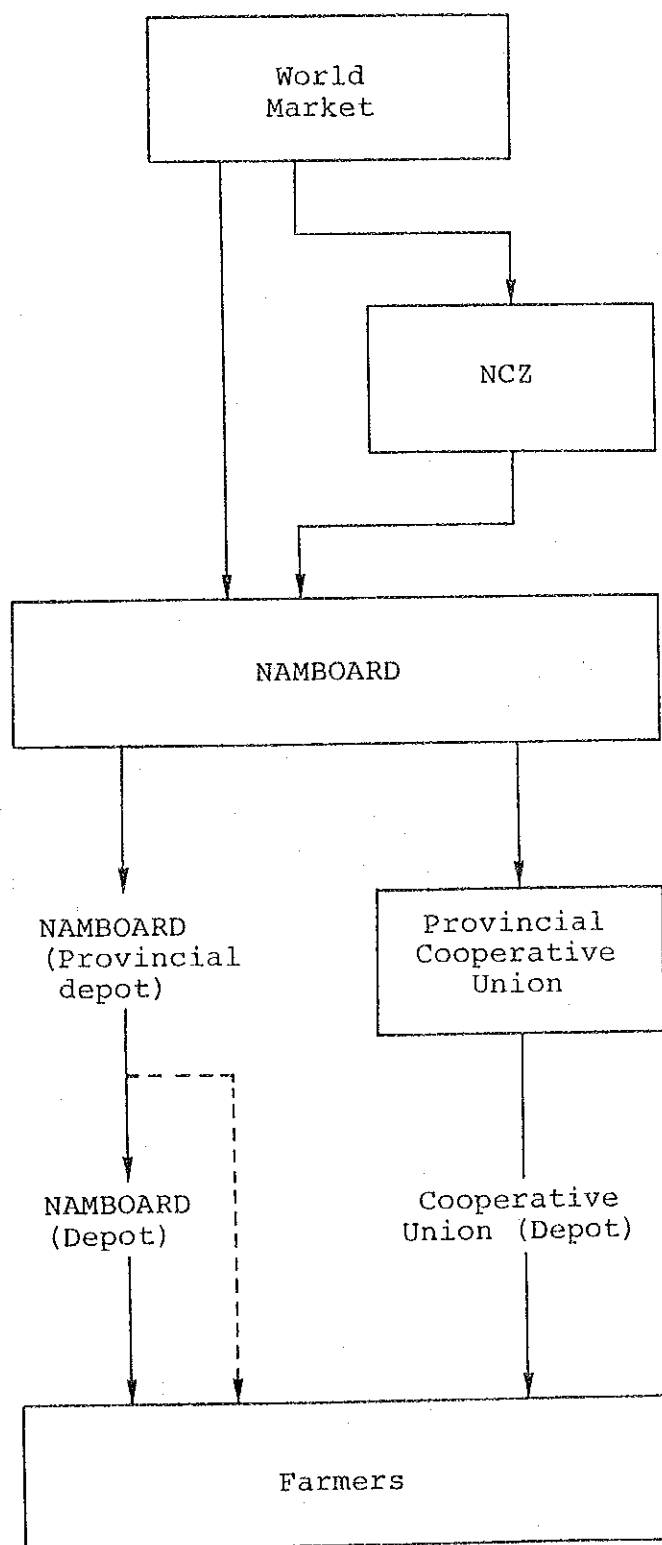 World
Market
NCZ
NAMBOARD
NAMBOARD
(Provincial
depot)
Provincial
Cooperative
Union
NAMBOARD
(Depot)
Cooperative
Union (Depot)
Farmers